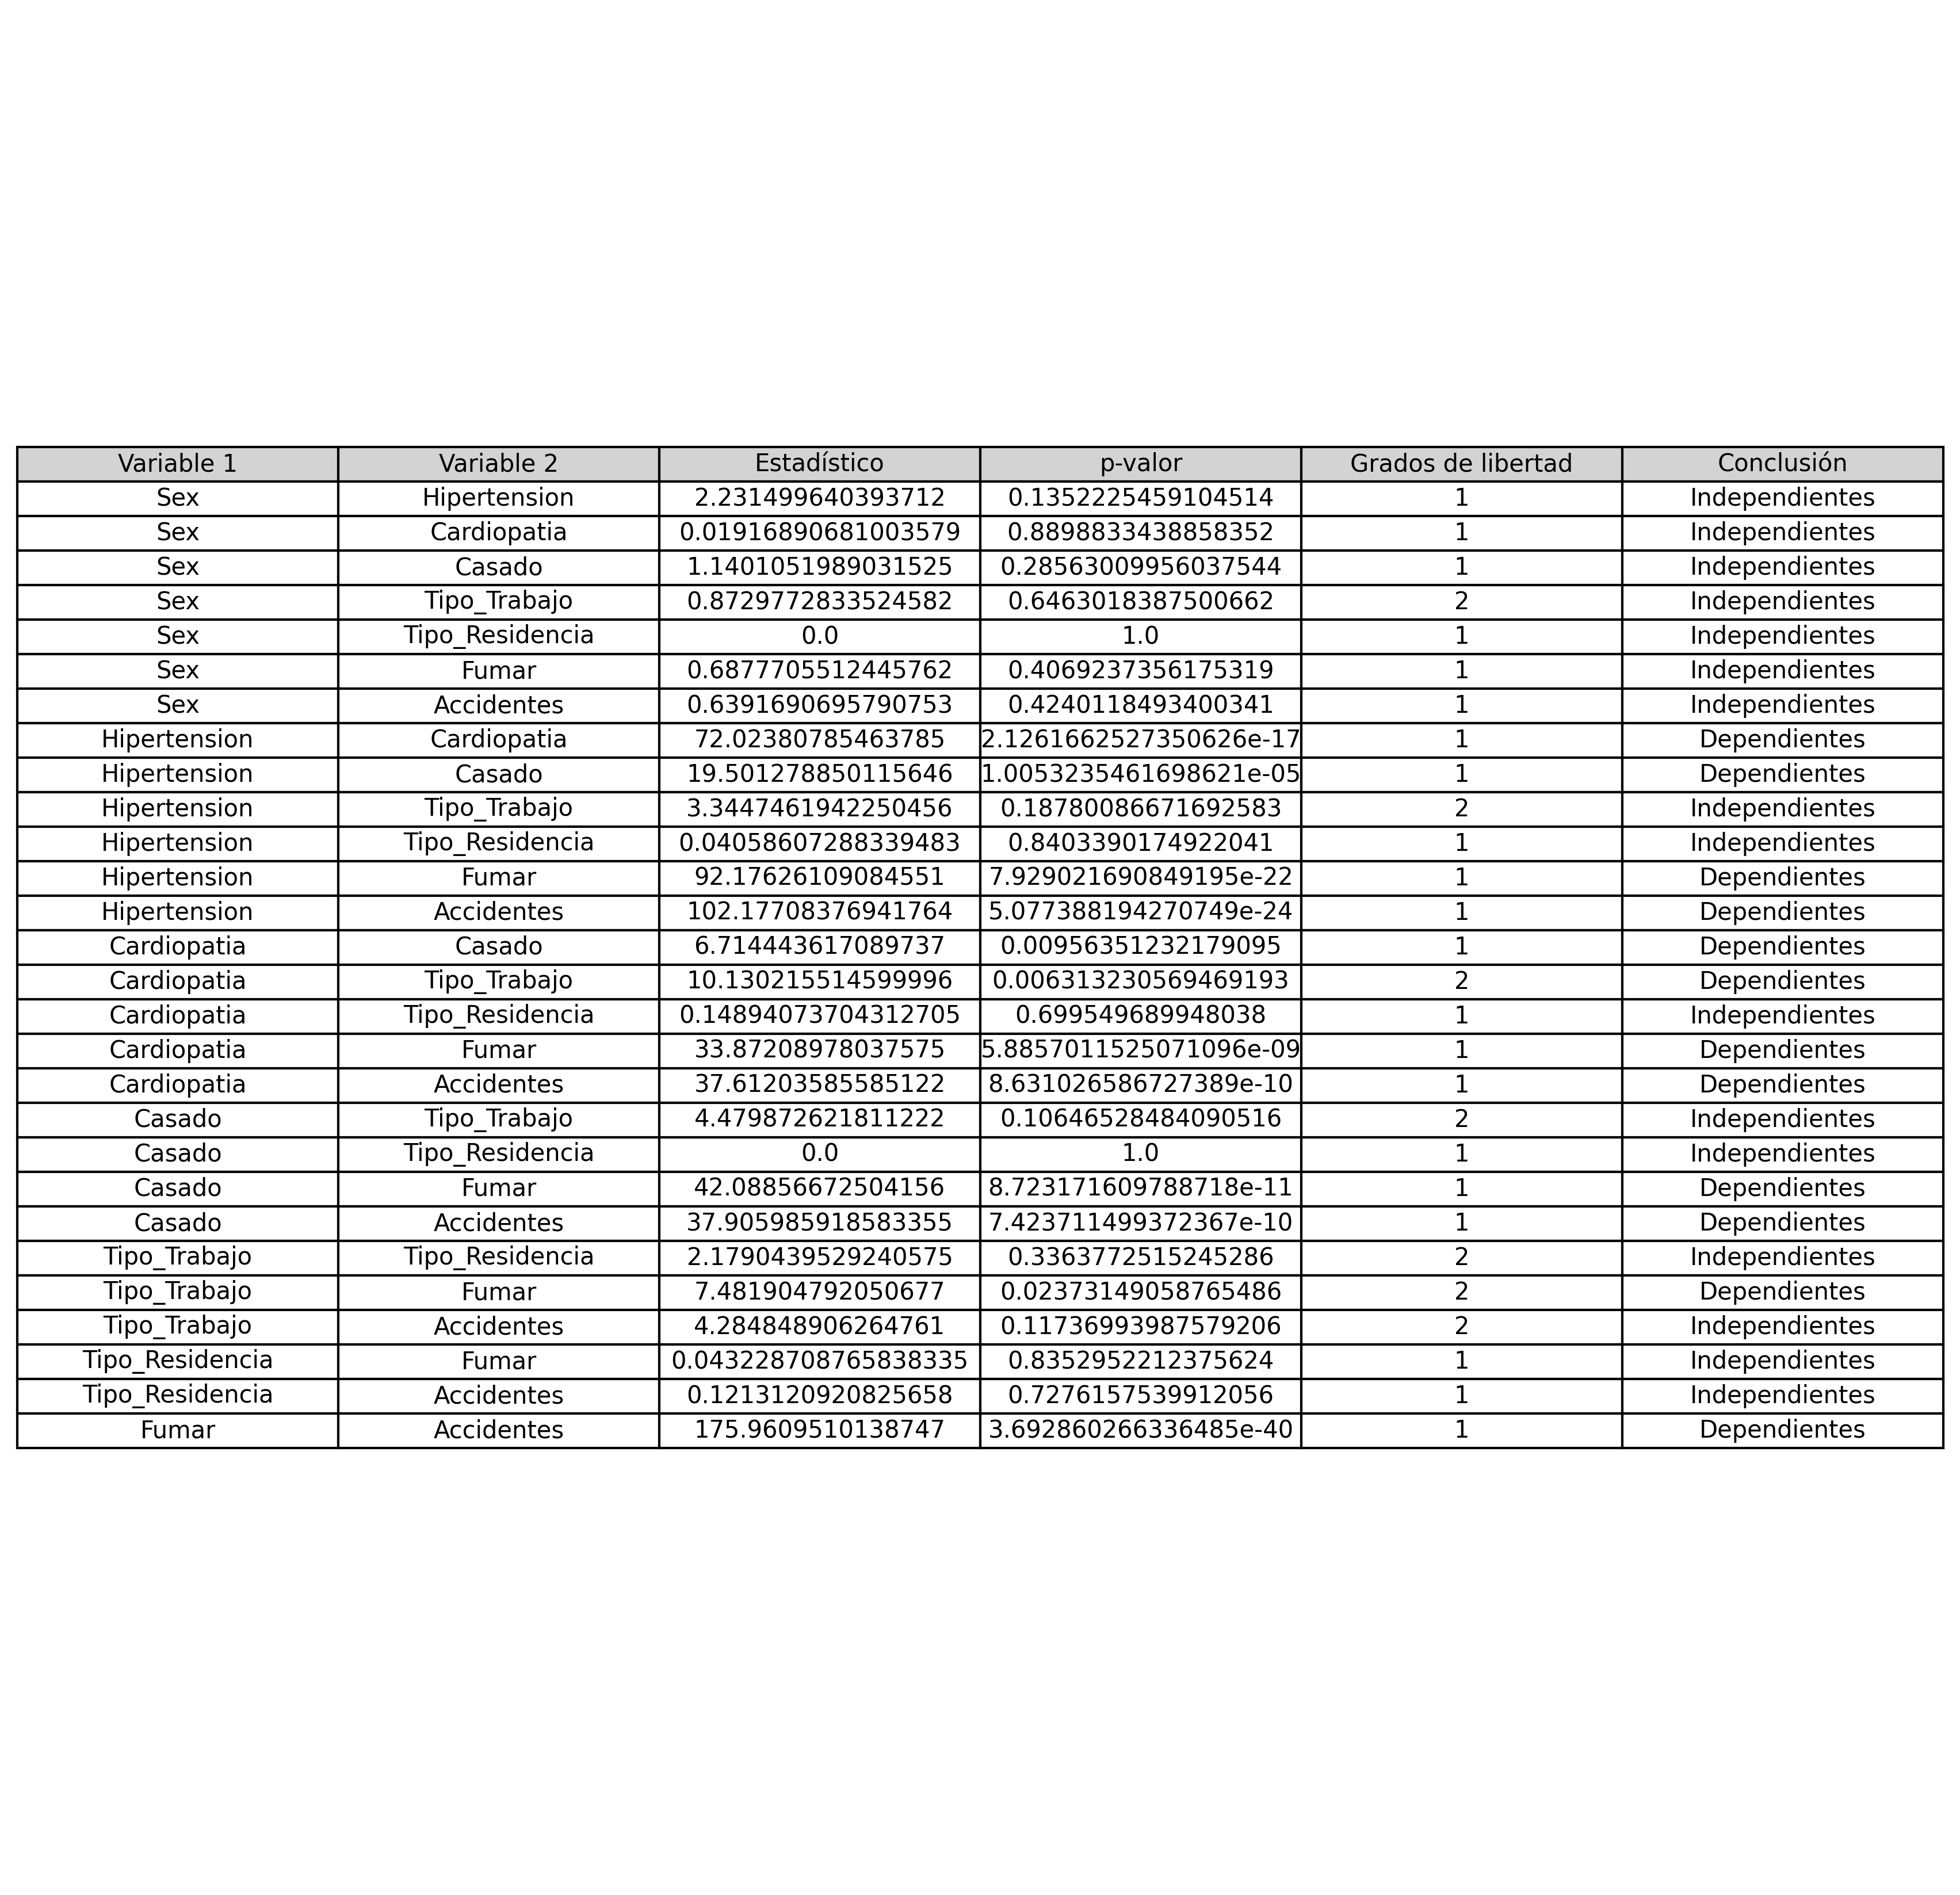 Variable 1 Variable 2 Estadístico p-valor Grados de libertad Conclusión
Sex Hipertension 2.231499640393712 0.1352225459104514 1 Independientes
Sex Cardiopatia 0.01916890681003579 0.8898833438858352 1 Independientes
Sex Casado 1.1401051989031525 0.28563009956037544 1 Independientes
Sex Tipo_Trabajo 0.8729772833524582 0.6463018387500662 2 Independientes
Sex Tipo_Residencia 0.0 1.0 1 Independientes
Sex Fumar 0.6877705512445762 0.4069237356175319 1 Independientes
Sex Accidentes 0.6391690695790753 0.4240118493400341 1 Independientes
Hipertension Cardiopatia 72.02380785463785 2.1261662527350626e-17 1 Dependientes
Hipertension Casado 19.501278850115646 1.0053235461698621e-05 1 Dependientes
Hipertension Tipo_Trabajo 3.3447461942250456 0.18780086671692583 2 Independientes
Hipertension Tipo_Residencia 0.04058607288339483 0.8403390174922041 1 Independientes
Hipertension Fumar 92.17626109084551 7.929021690849195e-22 1 Dependientes
Hipertension Accidentes 102.17708376941764 5.077388194270749e-24 1 Dependientes
Cardiopatia Casado 6.714443617089737 0.00956351232179095 1 Dependientes
Cardiopatia Tipo_Trabajo 10.130215514599996 0.006313230569469193 2 Dependientes
Cardiopatia Tipo_Residencia 0.14894073704312705 0.699549689948038 1 Independientes
Cardiopatia Fumar 33.87208978037575 5.8857011525071096e-09 1 Dependientes
Cardiopatia Accidentes 37.61203585585122 8.631026586727389e-10 1 Dependientes
Casado Tipo_Trabajo 4.479872621811222 0.10646528484090516 2 Independientes
Casado Tipo_Residencia 0.0 1.0 1 Independientes
Casado Fumar 42.08856672504156 8.723171609788718e-11 1 Dependientes
Casado Accidentes 37.905985918583355 7.423711499372367e-10 1 Dependientes
Tipo_Trabajo Tipo_Residencia 2.1790439529240575 0.3363772515245286 2 Independientes
Tipo_Trabajo Fumar 7.481904792050677 0.02373149058765486 2 Dependientes
Tipo_Trabajo Accidentes 4.284848906264761 0.11736993987579206 2 Independientes
Tipo_Residencia Fumar 0.043228708765838335 0.8352952212375624 1 Independientes
Tipo_Residencia Accidentes 0.1213120920825658 0.7276157539912056 1 Independientes
Fumar Accidentes 175.9609510138747 3.692860266336485e-40 1 Dependientes